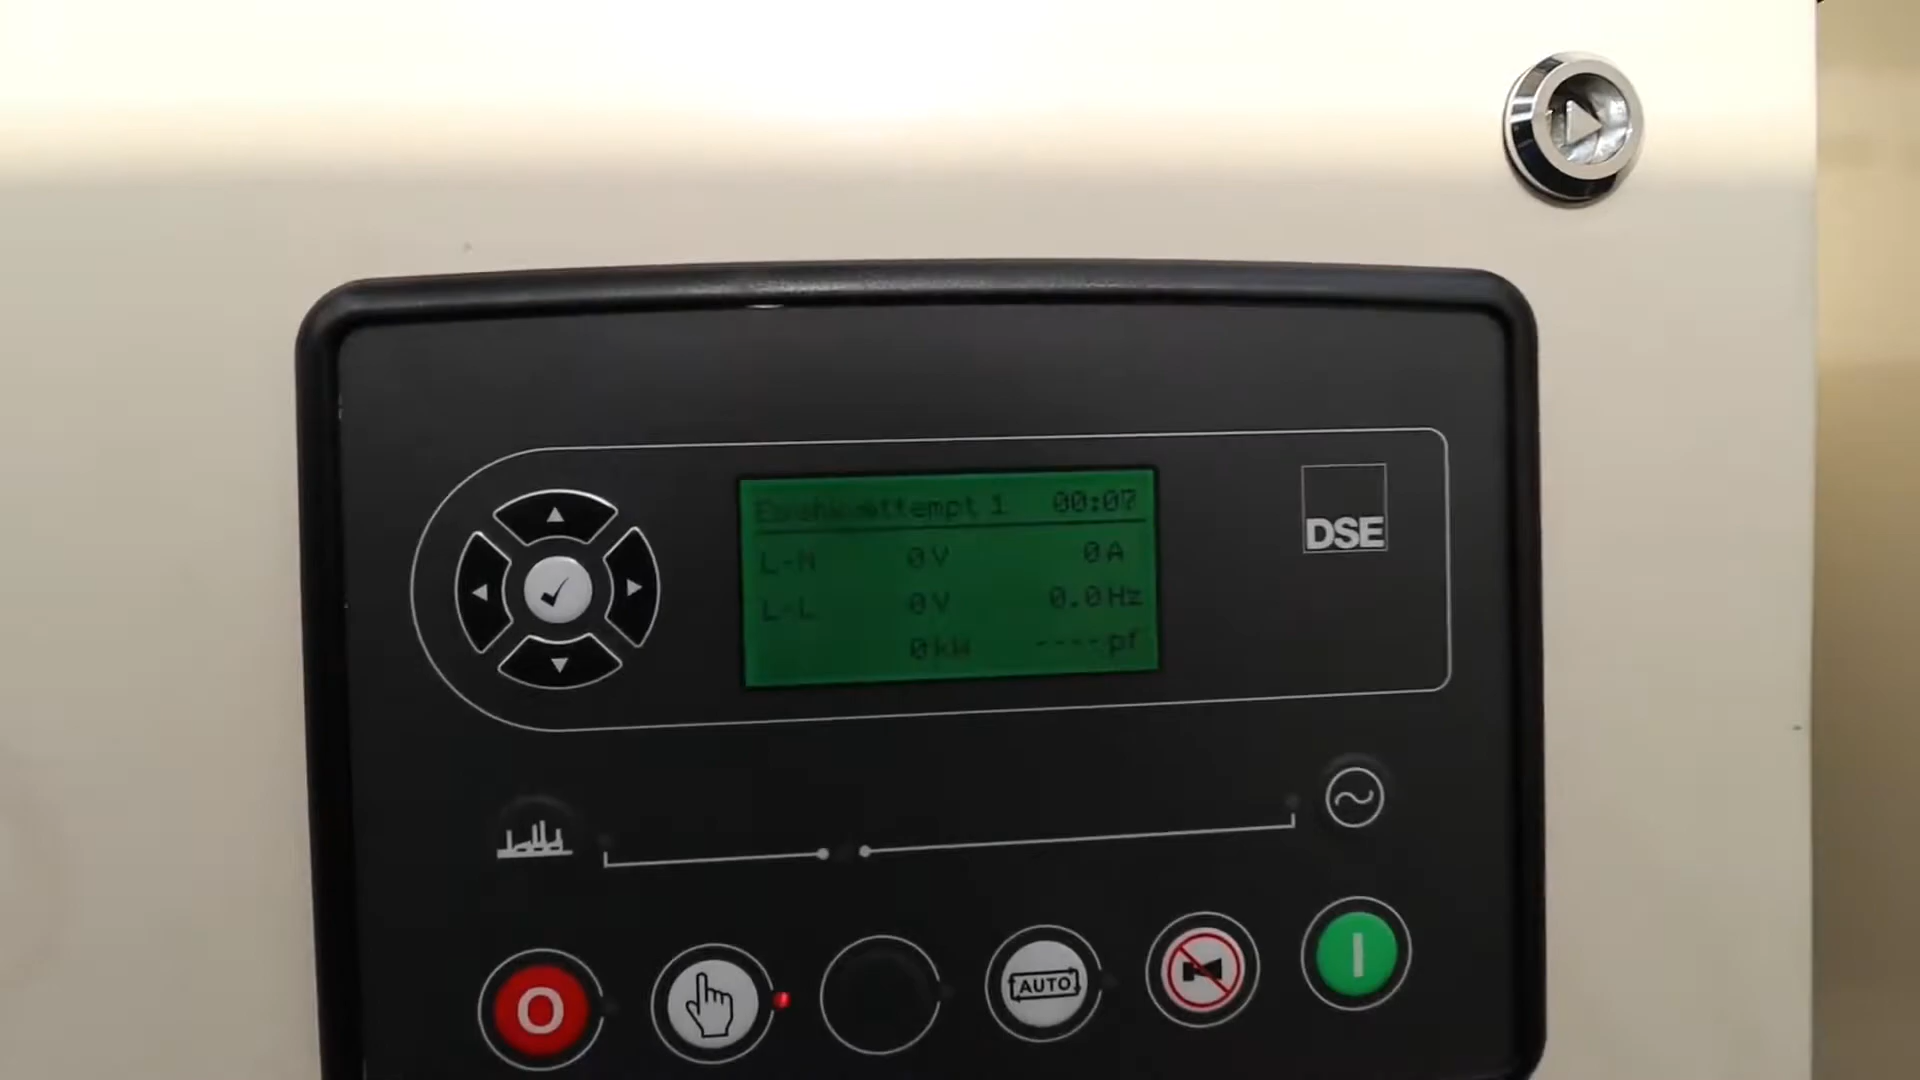 attempt 1 00:07
L-N 0V 0A
L-L 0V 0.0Hz
0kW ----pf
DSE
O AUTO I